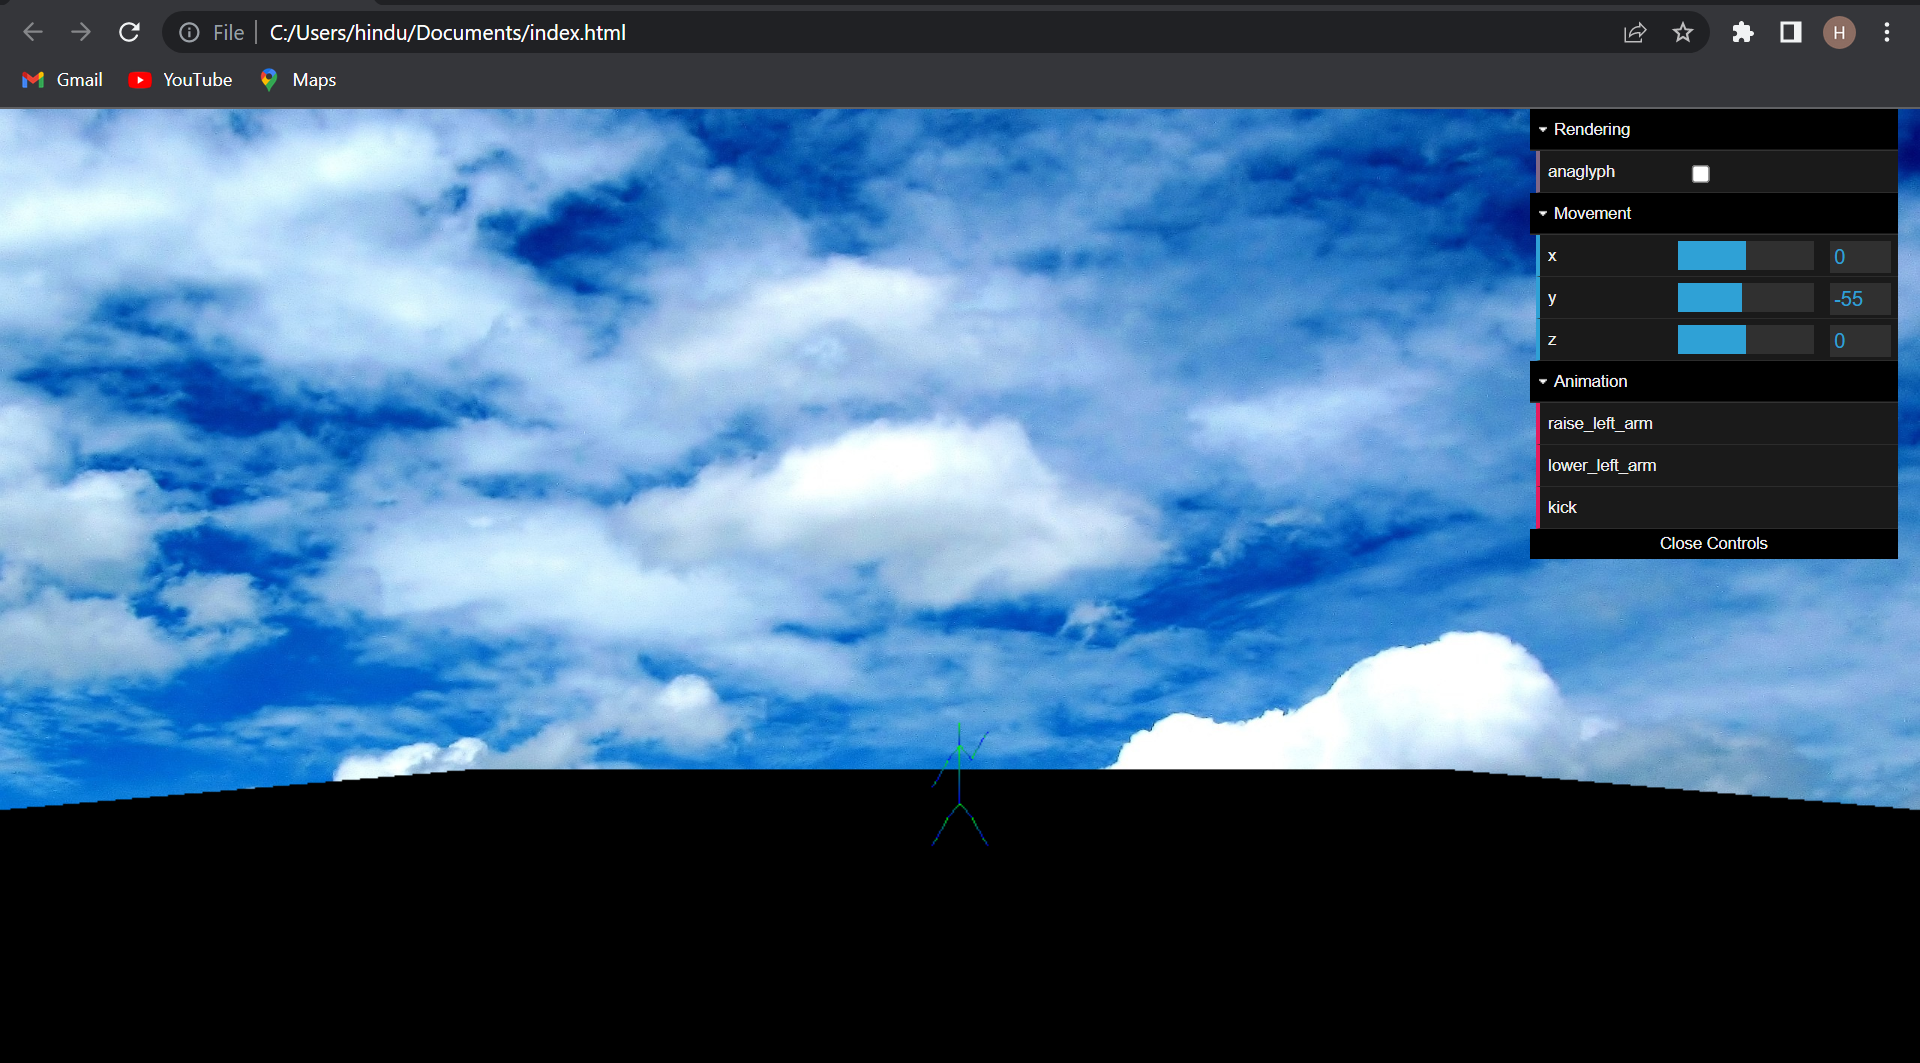 File C:/Users/hindu/Documents/index.html
H
Gmail YouTube Maps
Rendering
anaglyph
Movement
x 0
y -55
z 0
Animation
raise_left_arm
lower_left_arm
kick
Close Controls